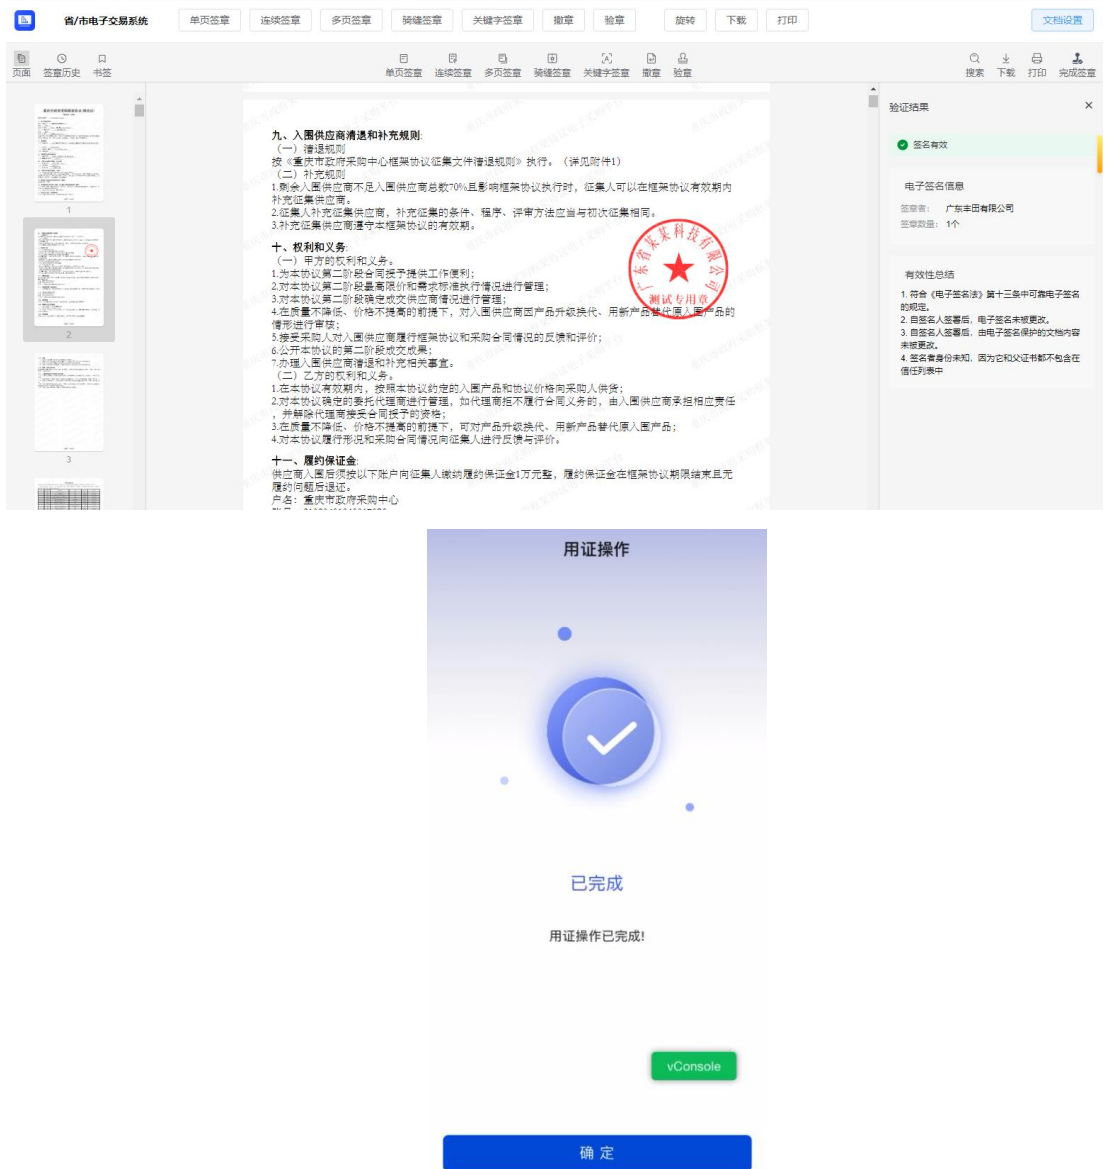 省/市电子交易系统 单页签章 连续签章 多页签章 骑缝签章 关键字签章 撤章 验章 旋转 下载 打印 文档设置
页面 签章历史 书签 单页签章 连续签章 多页签章 骑缝签章 关键字签章 撤章 验章 搜索 下载 打印 完成签章
1
2
3
九、入围供应商清退和补充规则:
（一）清退规则
按《重庆市政府采购中心框架协议征集文件清退规则》执行。（详见附件1）
（二）补充规则
1.剩余入围供应商不足入围供应商总数70%且影响框架协议执行时，征集人可以在框架协议有效期内
补充征集供应商。
2.征集人补充征集供应商，补充征集的条件、程序、评审方法应当与初次征集相同。
3.补充征集供应商遵守本框架协议的有效期。
十、权利和义务:
（一）甲方的权利和义务。
1.为本协议第二阶段合同授予提供工作便利；
2.对本协议第二阶段最高限价和需求标准执行情况进行管理；
3.对本协议第二阶段确定成交供应商情况进行管理；
4.在质量不降低、价格不提高的前提下，对入围供应商因产品升级换代、用新产品替代原入围产品的
情形进行审核；
5.接受采购人对入围供应商履行框架协议和采购合同情况的反馈和评价；
6.公开本协议的第二阶段成交成果；
7.办理入围供应商清退和补充相关事宜。
（二）乙方的权利和义务。
1.在本协议有效期内，按照本协议约定的入围产品和协议价格向采购人供货；
2.对本协议确定的委托代理商进行管理，如代理商拒不履行合同义务的，由入围供应商承担相应责任
，并解除代理商接受合同授予的资格；
3.在质量不降低、价格不提高的前提下，可对产品升级换代、用新产品替代原入围产品；
4.对本协议履行形况和采购合同情况向征集人进行反馈与评价。
十一、履约保证金:
供应商入围后须按以下账户向征集人缴纳履约保证金1万元整，履约保证金在框架协议期限结束且无
履约问题后退还。
户名：重庆市政府采购中心
广东省某某科技有限公司
测试专用章
验证结果
签名有效
电子签名信息
签章者： 广东丰田有限公司
签章数量： 1个
有效性总结
1. 符合《电子签名法》第十三条中可靠电子签名
的规定。
2. 自签名人签署后，电子签名未被更改。
3. 自签名人签署后，由电子签名保护的文档内容
未被更改。
4. 签名者身份未知，因为它和父证书都不包含在
信任列表中
用证操作
已完成
用证操作已完成!
vConsole
确 定